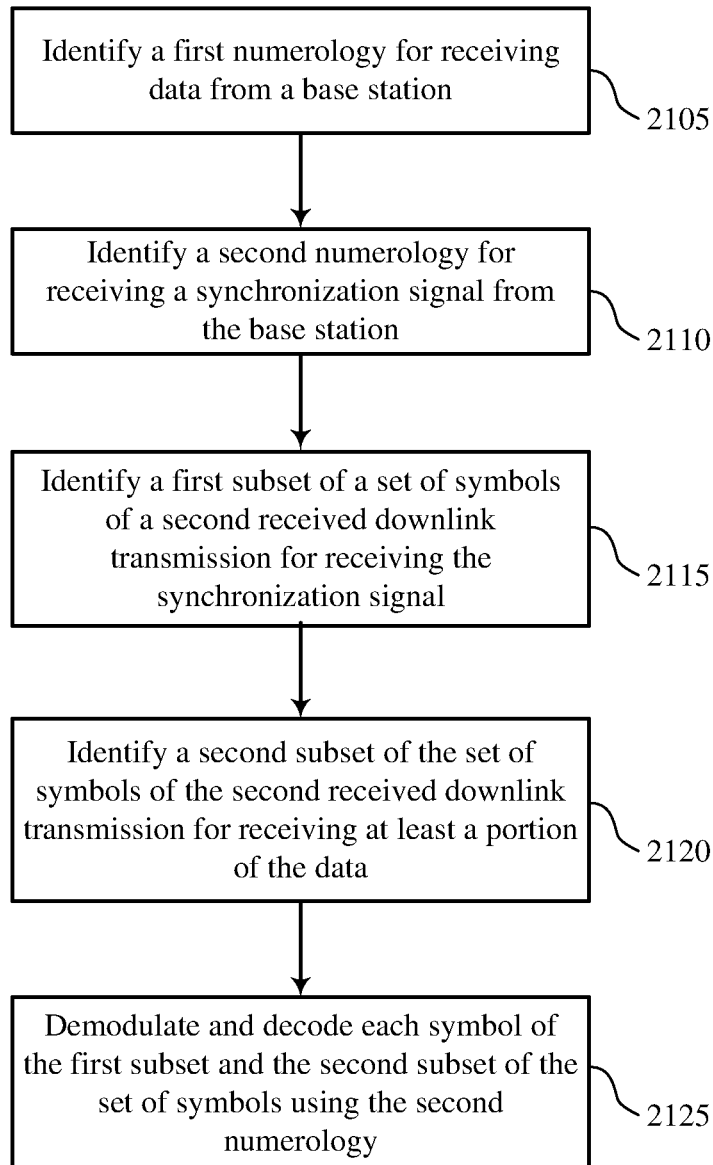 Identify a first numerology for receiving
data from a base station
2105
Identify a second numerology for
receiving a synchronization signal from
the base station
2110
Identify a first subset of a set of symbols
of a second received downlink
transmission for receiving the
synchronization signal
2115
Identify a second subset of the set of
symbols of the second received downlink
transmission for receiving at least a portion
of the data
2120
Demodulate and decode each symbol of
the first subset and the second subset of the
set of symbols using the second
numerology
2125